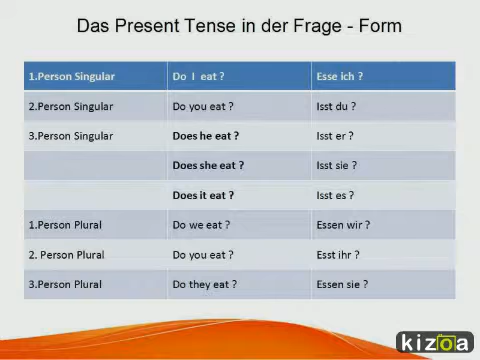 Das Present Tense in der Frage - Form
1.Person Singular Do I eat ? Esse ich ?
2.Person Singular Do you eat ? Isst du ?
3.Person Singular Does he eat ? Isst er ?
Does she eat ? Isst sie ?
Does it eat ? Isst es ?
1.Person Plural Do we eat ? Essen wir ?
2. Person Plural Do you eat ? Esst ihr ?
3.Person Plural Do they eat ? Essen sie ?
kizoa